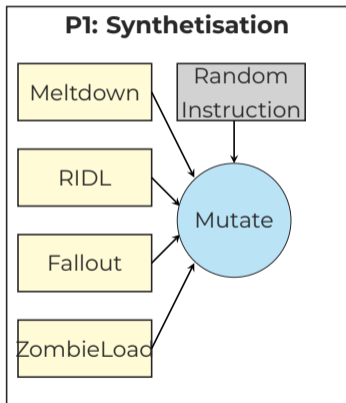 P1: Synthetisation
Meltdown
Random
Instruction
RIDL
Mutate
Fallout
ZombieLoad